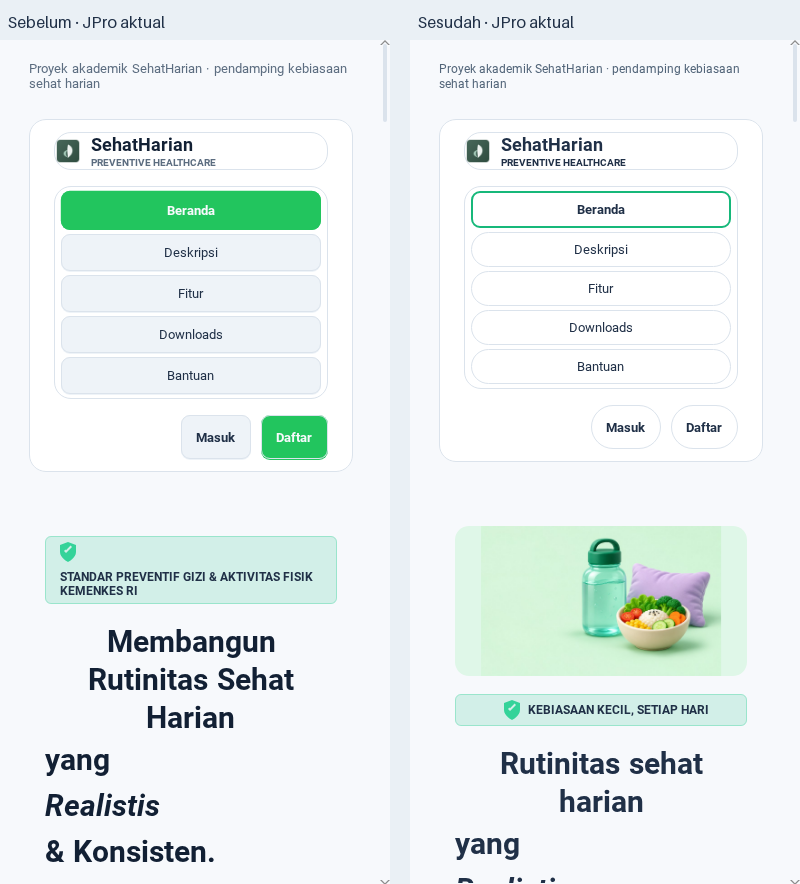 Sebelum · JPro aktual
Proyek akademik SehatHarian · pendamping kebiasaan
sehat harian
SehatHarian
PREVENTIVE HEALTHCARE
Beranda
Deskripsi
Fitur
Downloads
Bantuan
Masuk
Daftar
STANDAR PREVENTIF GIZI & AKTIVITAS FISIK
KEMENKES RI
Membangun
Rutinitas Sehat
Harian
yang
Realistis
& Konsisten.
Sesudah · JPro aktual
Proyek akademik SehatHarian · pendamping kebiasaan
sehat harian
SehatHarian
PREVENTIVE HEALTHCARE
Beranda
Deskripsi
Fitur
Downloads
Bantuan
Masuk
Daftar
KEBIASAAN KECIL, SETIAP HARI
Rutinitas sehat
harian
yang